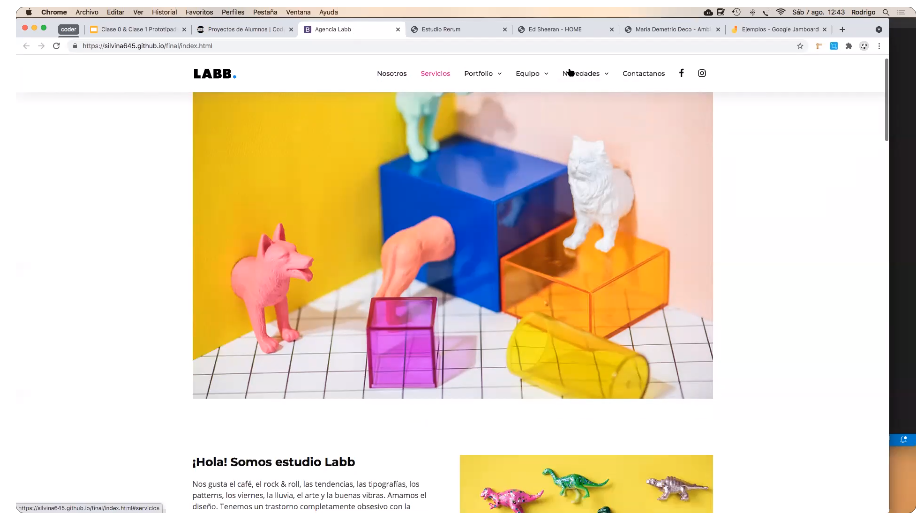 Chrome Archivo Editar Ver Historial Favoritos Perfiles Pestaña Ventana Ayuda Sáb 7 ago. 12:43 Rodrigo
coder Clase 0 & Clase 1 Prototipad Proyectos de Alumnos | Cod Agencia Labb Estudio Rerum Ed Sheeran - HOME Maria Demetrio Deco - Ambi Ejemplos - Google Jamboard
https://silvina645.github.io/final/index.html
LABB. Nosotros Servicios Portfolio Equipo Novedades Contactanos
¡Hola! Somos estudio Labb
Nos gusta el café, el rock & roll, las tendencias, las tipografías, los
patterns, los viernes, la lluvia, el arte y la buenas vibras. Amamos el
diseño. Tenemos un trastorno completamente obsesivo con la
https://silvina645.github.io/final/index.html#servicios